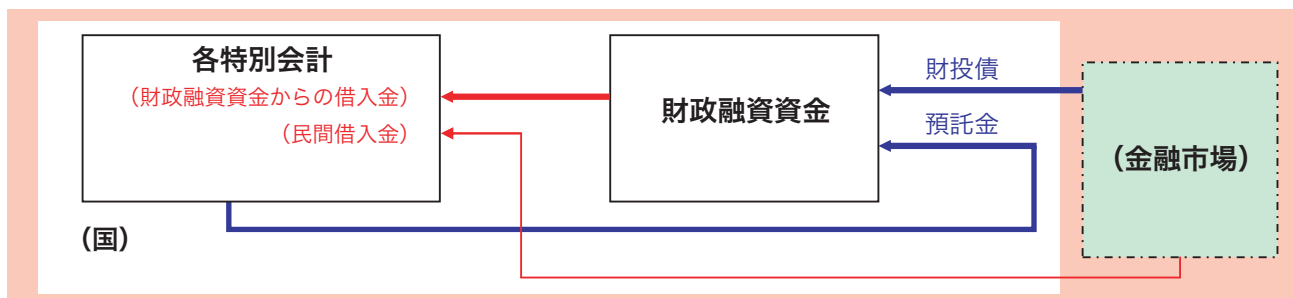 各特別会計
（財政融資資金からの借入金）
（民間借入金）
財政融資資金
財投債
預託金
（金融市場）
（国）